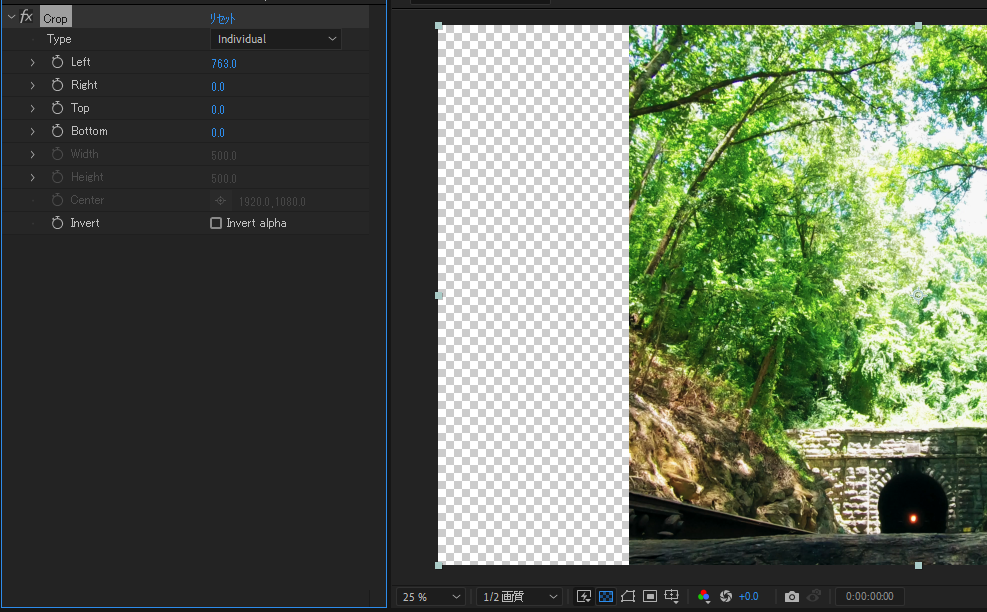 fx Crop リセット
Type Individual
Left 763.0
Right 0.0
Top 0.0
Bottom 0.0
Width 500.0
Height 500.0
Center 1920.0,1080.0
Invert Invert alpha
25 % 1/2画質 +0.0 0:00:00:00